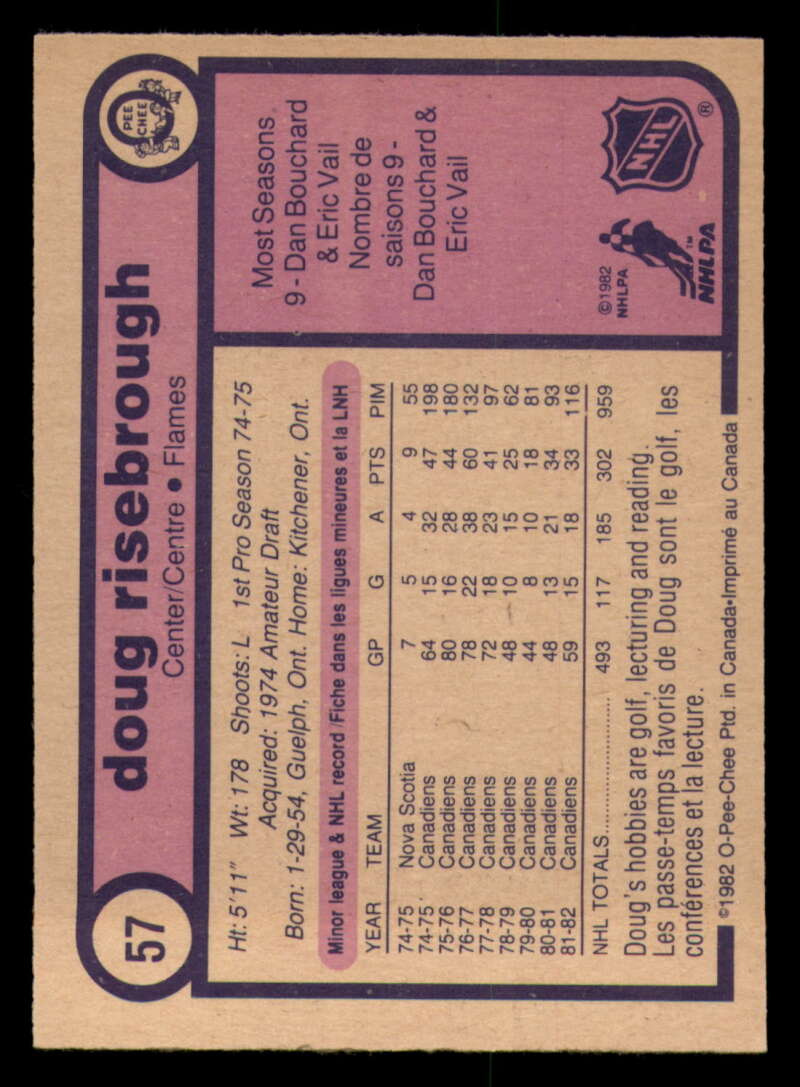 57
doug risebrough
Center/Centre • Flames
O
PEE
CHEE
Ht: 5'11" Wt: 178 Shoots: L 1st Pro Season 74-75
Acquired: 1974 Amateur Draft
Born: 1-29-54, Guelph, Ont. Home: Kitchener, Ont.
Minor league & NHL record/Fiche dans les ligues mineures et la LNH
YEAR TEAM GP G A PTS PIM
74-75 Nova Scotia 7 5 4 9 55
74-75 Canadiens 64 15 32 47 198
75-76 Canadiens 80 16 28 44 180
76-77 Canadiens 78 22 38 60 132
77-78 Canadiens 72 18 23 41 97
78-79 Canadiens 48 10 15 25 62
79-80 Canadiens 44 8 10 18 81
80-81 Canadiens 48 13 21 34 93
81-82 Canadiens 59 15 18 33 116
NHL TOTALS.......................... 493 117 185 302 959
Doug's hobbies are golf, lecturing and reading.
Les passe-temps favoris de Doug sont le golf, les
conférences et la lecture.
©1982 O-Pee-Chee Ptd. in Canada•Imprimé au Canada
Most Seasons
9 - Dan Bouchard
& Eric Vail
Nombre de
saisons 9 -
Dan Bouchard &
Eric Vail
©1982
NHLPA
NHLPA™
NHL®